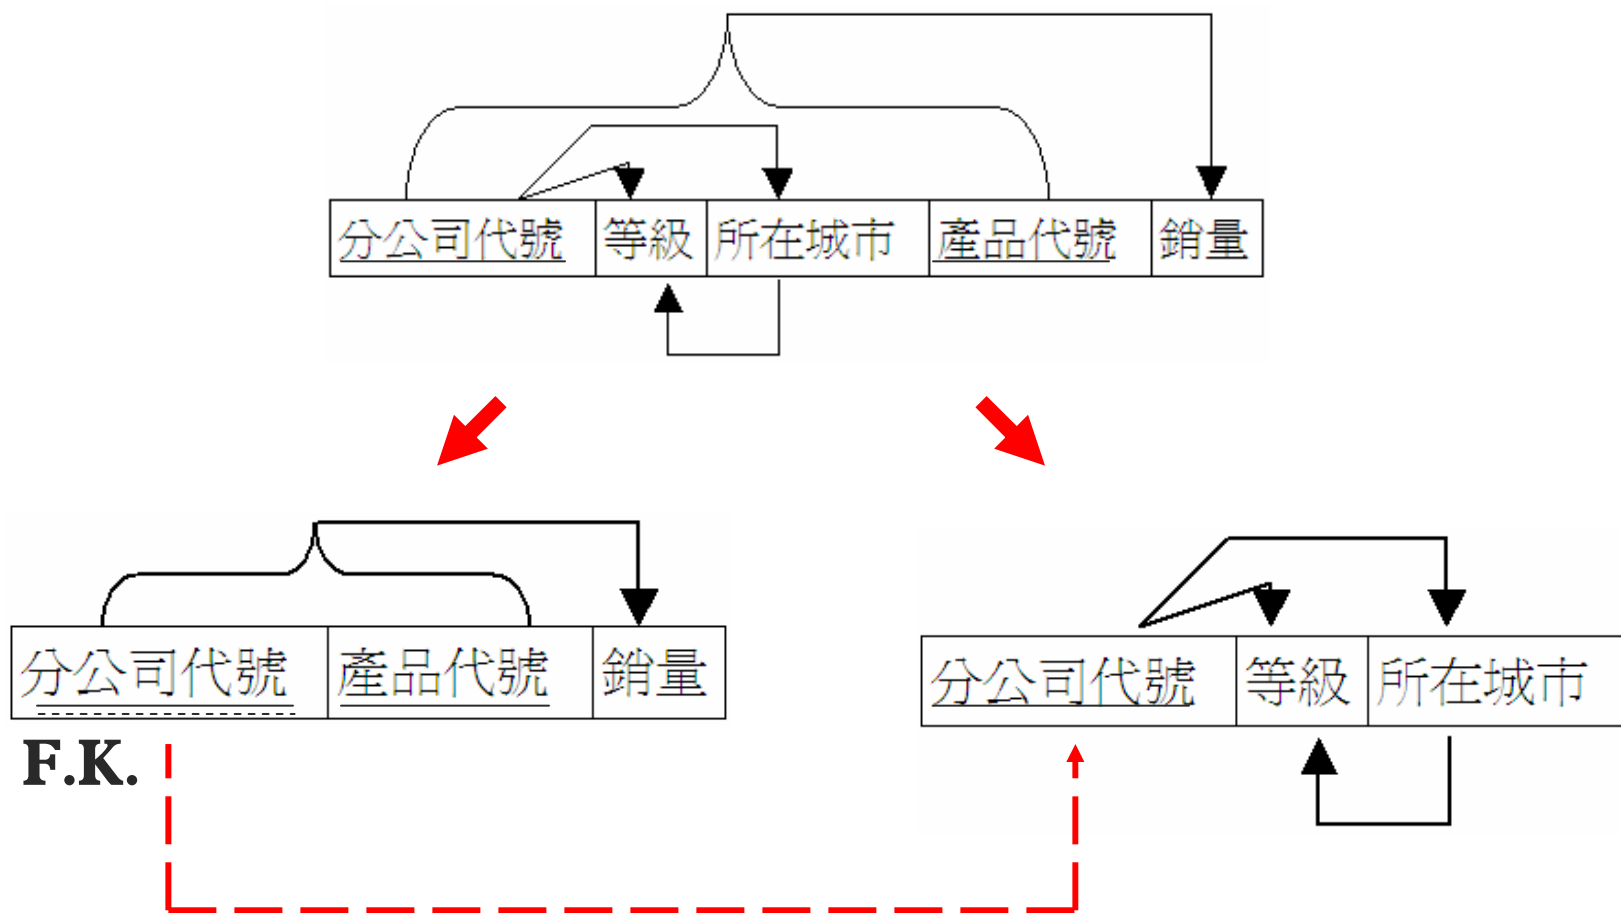 分公司代號 等級 所在城市 產品代號 銷量
分公司代號 產品代號 銷量
分公司代號 等級 所在城市
F.K.